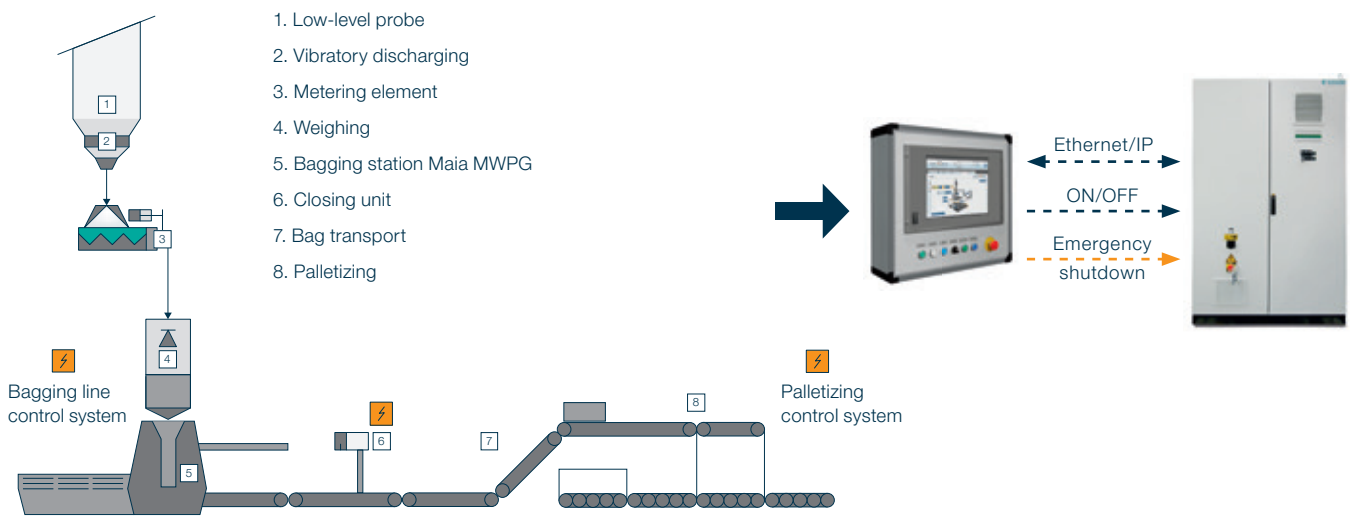 1. Low-level probe
2. Vibratory discharging
3. Metering element
4. Weighing
5. Bagging station Maia MWPG
6. Closing unit
7. Bag transport
8. Palletizing
1
2
3
4
5
6
7
8
Bagging line
control system
Palletizing
control system
Ethernet/IP
ON/OFF
Emergency
shutdown